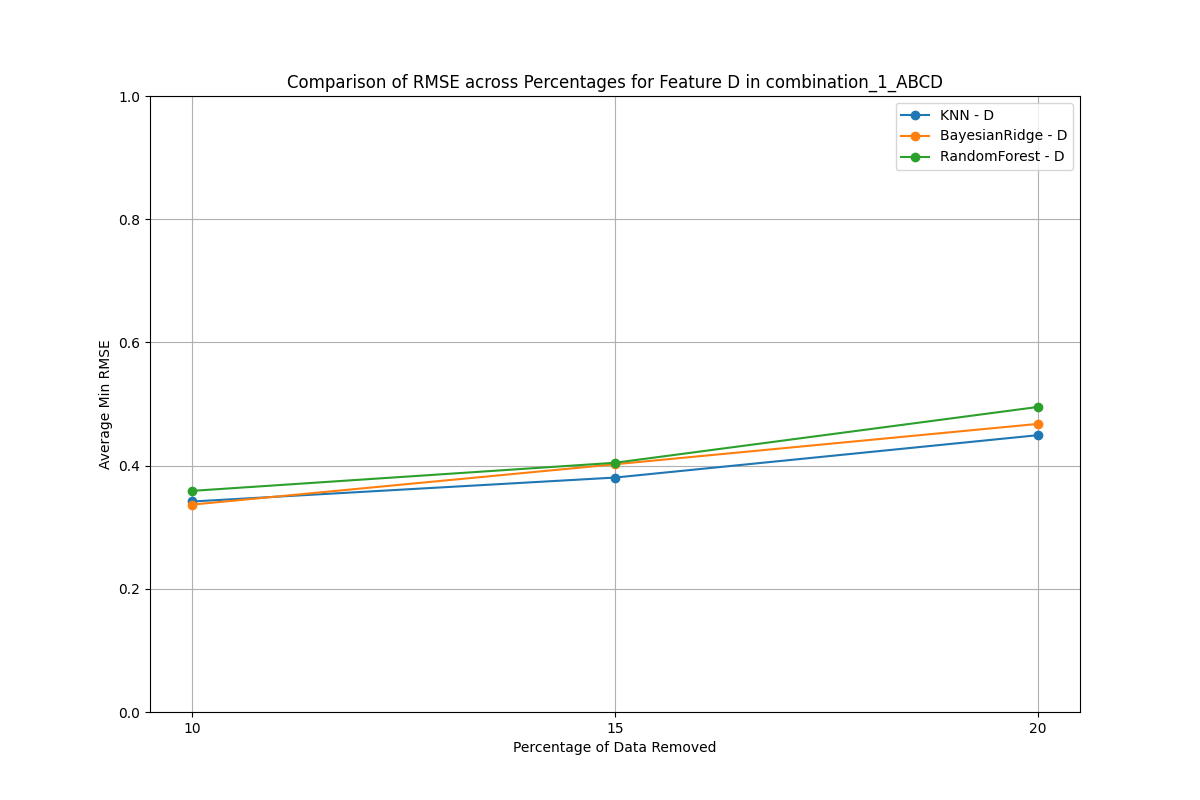 Comparison of RMSE across Percentages for Feature D in combination_1_ABCD
1.0
0.8
0.6
0.4
0.2
0.0
Average Min RMSE
KNN - D
BayesianRidge - D
RandomForest - D
10
15
20
Percentage of Data Removed